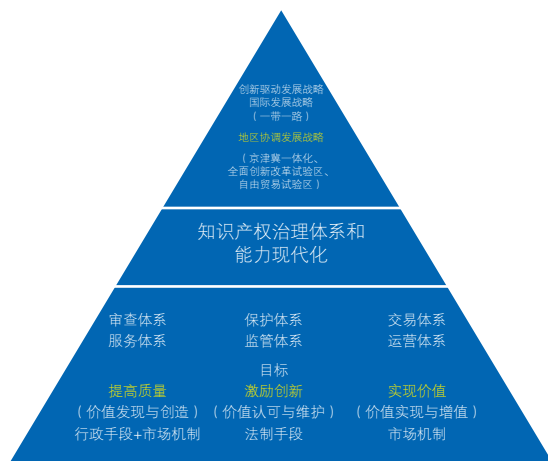 创新驱动发展战略
国际发展战略
（一带一路）
地区协调发展战略
（京津冀一体化、
全面创新改革试验区、
自由贸易试验区）
知识产权治理体系和
能力现代化
审查体系 保护体系 交易体系
服务体系 监管体系 运营体系
目标
提高质量 激励创新 实现价值
（价值发现与创造）（价值认可与维护）（价值实现与增值）
行政手段+市场机制 法制手段 市场机制